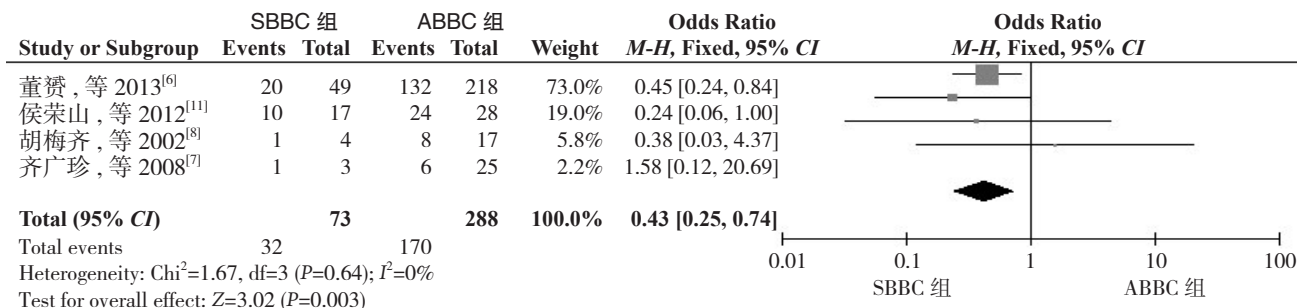 SBBC 组 ABBC 组 Odds Ratio Odds Ratio
Study or Subgroup Events Total Events Total Weight M-H, Fixed, 95% CI M-H, Fixed, 95% CI
董赟 , 等 2013[6] 20 49 132 218 73.0% 0.45 [0.24, 0.84]
侯荣山 , 等 2012[11] 10 17 24 28 19.0% 0.24 [0.06, 1.00]
胡梅齐 , 等 2002[8] 1 4 8 17 5.8% 0.38 [0.03, 4.37]
齐广珍 , 等 2008[7] 1 3 6 25 2.2% 1.58 [0.12, 20.69]
Total (95% CI) 73 288 100.0% 0.43 [0.25, 0.74]
Total events 32 170
Heterogeneity: Chi²=1.67, df=3 (P=0.64); I²=0%
Test for overall effect: Z=3.02 (P=0.003)
0.01 0.1 1 10 100
SBBC 组 ABBC 组